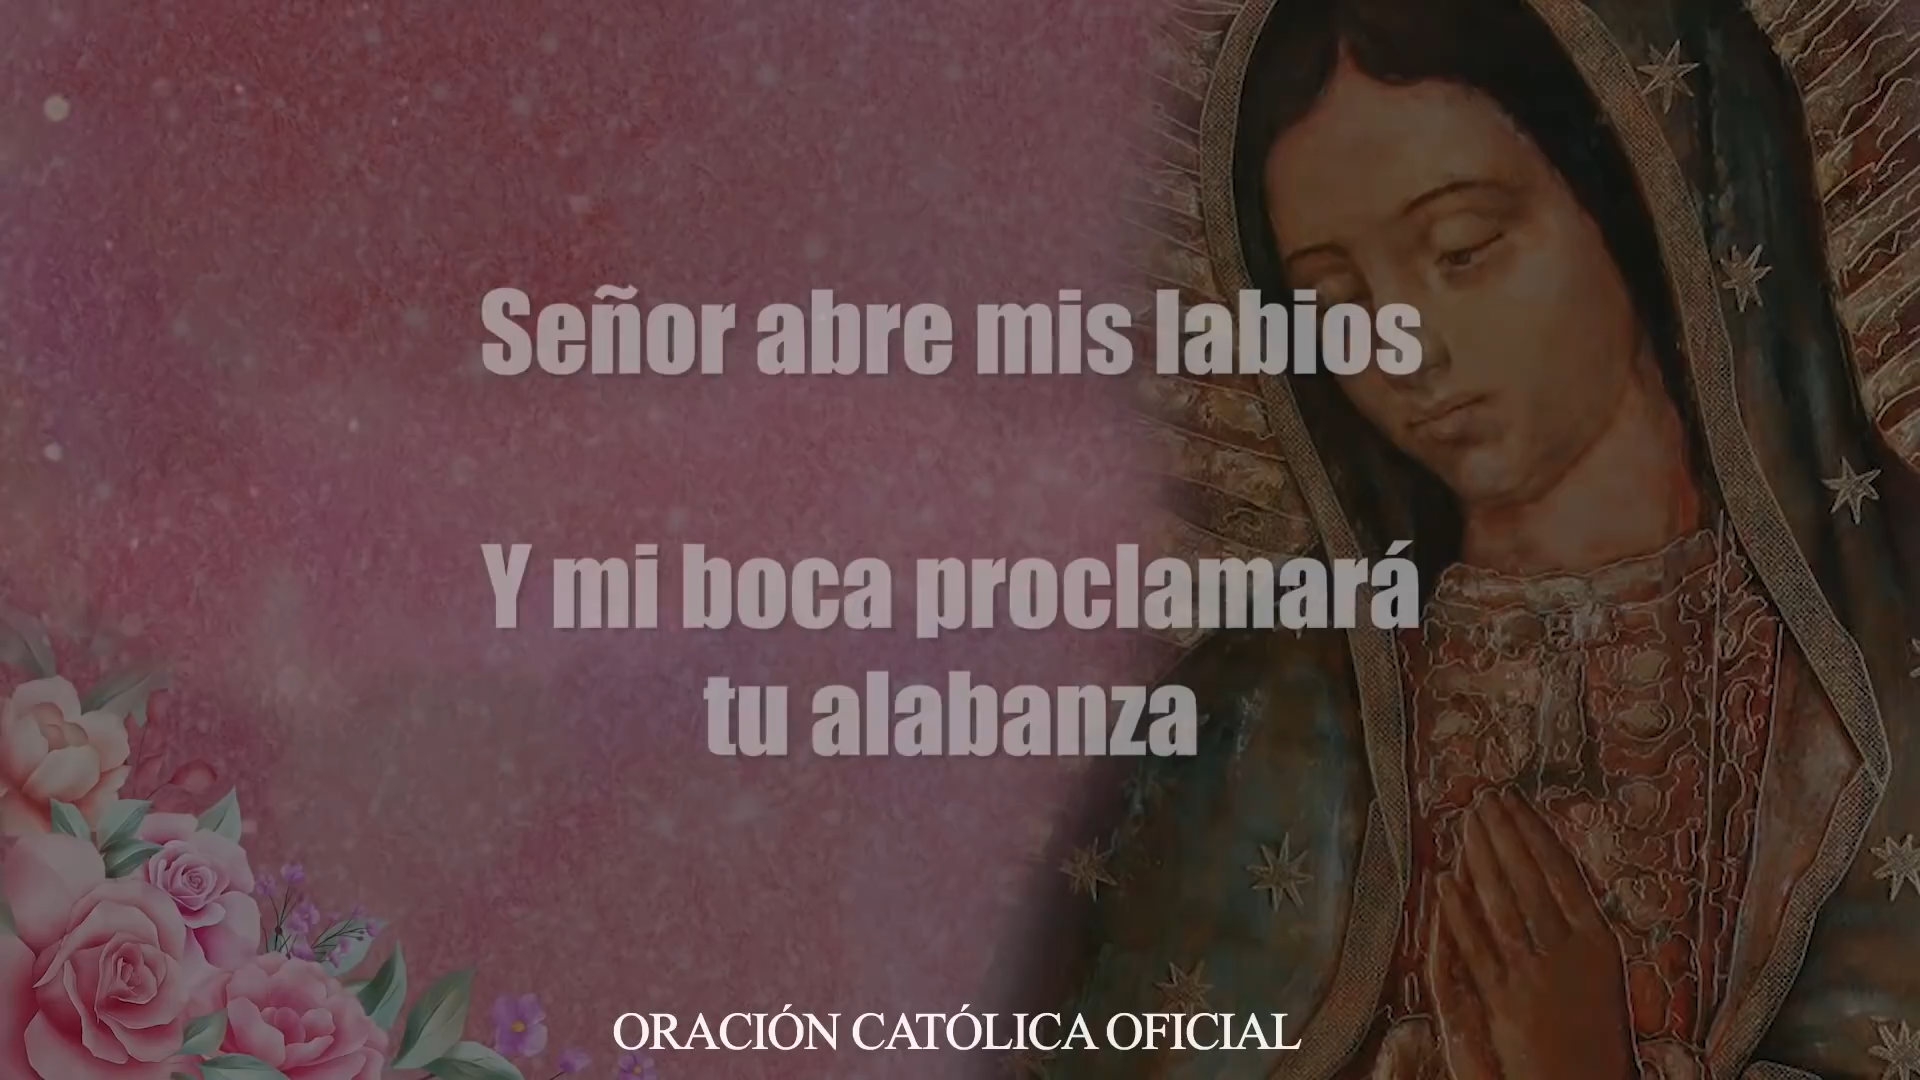 Señor abre mis labios
Y mi boca proclamará
tu alabanza
ORACIÓN CATÓLICA OFICIAL